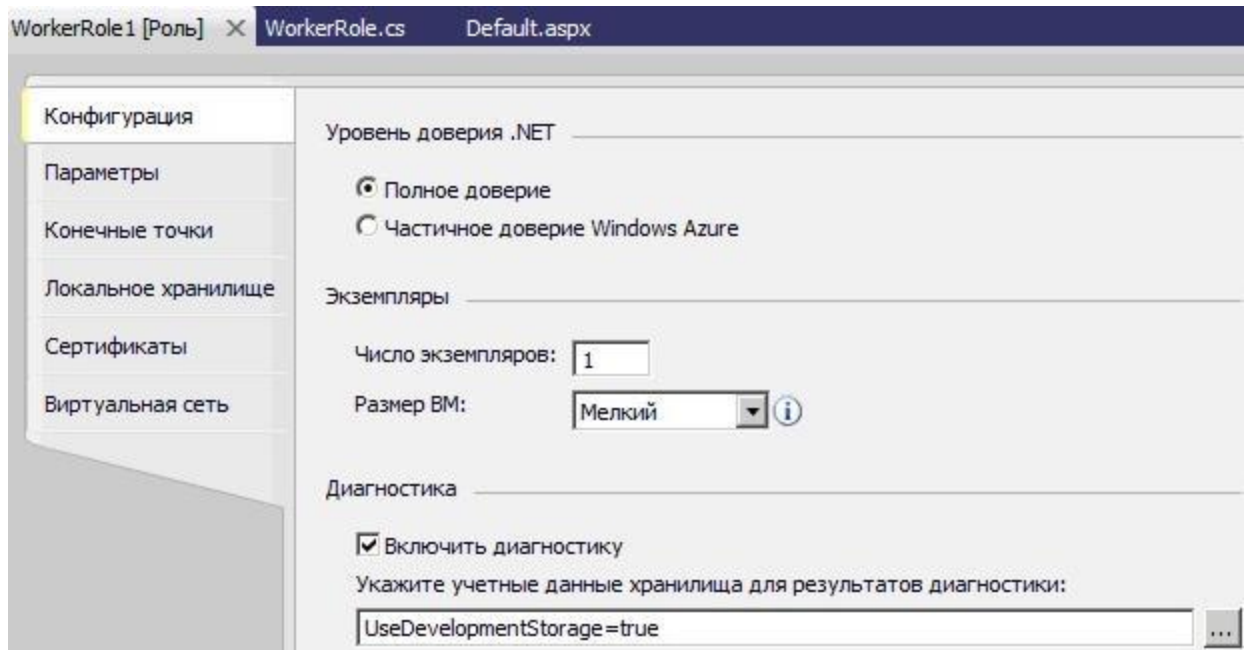 WorkerRole1 [Роль] WorkerRole.cs Default.aspx
Конфигурация
Параметры
Конечные точки
Локальное хранилище
Сертификаты
Виртуальная сеть
Уровень доверия .NET
Полное доверие
Частичное доверие Windows Azure
Экземпляры
Число экземпляров: 1
Размер ВМ: Мелкий
Диагностика
Включить диагностику
Укажите учетные данные хранилища для результатов диагностики:
UseDevelopmentStorage=true ...